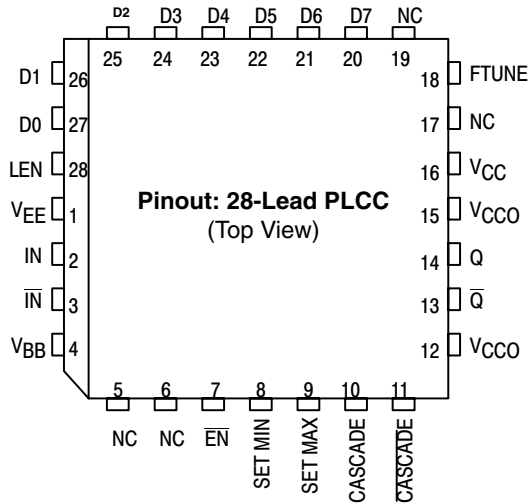 D2 D3 D4 D5 D6 D7 NC
25 24 23 22 21 20 19
D1 26
D0 27
LEN 28
VEE 1
IN 2
I̅N̅ 3
VBB 4
18 FTUNE
17 NC
16 VCC
15 VCCO
14 Q
13 Q̅
12 VCCO
Pinout: 28-Lead PLCC
(Top View)
5 6 7 8 9 10 11
NC NC E̅N̅ SET MIN SET MAX CASCADE C̅A̅S̅C̅A̅D̅E̅